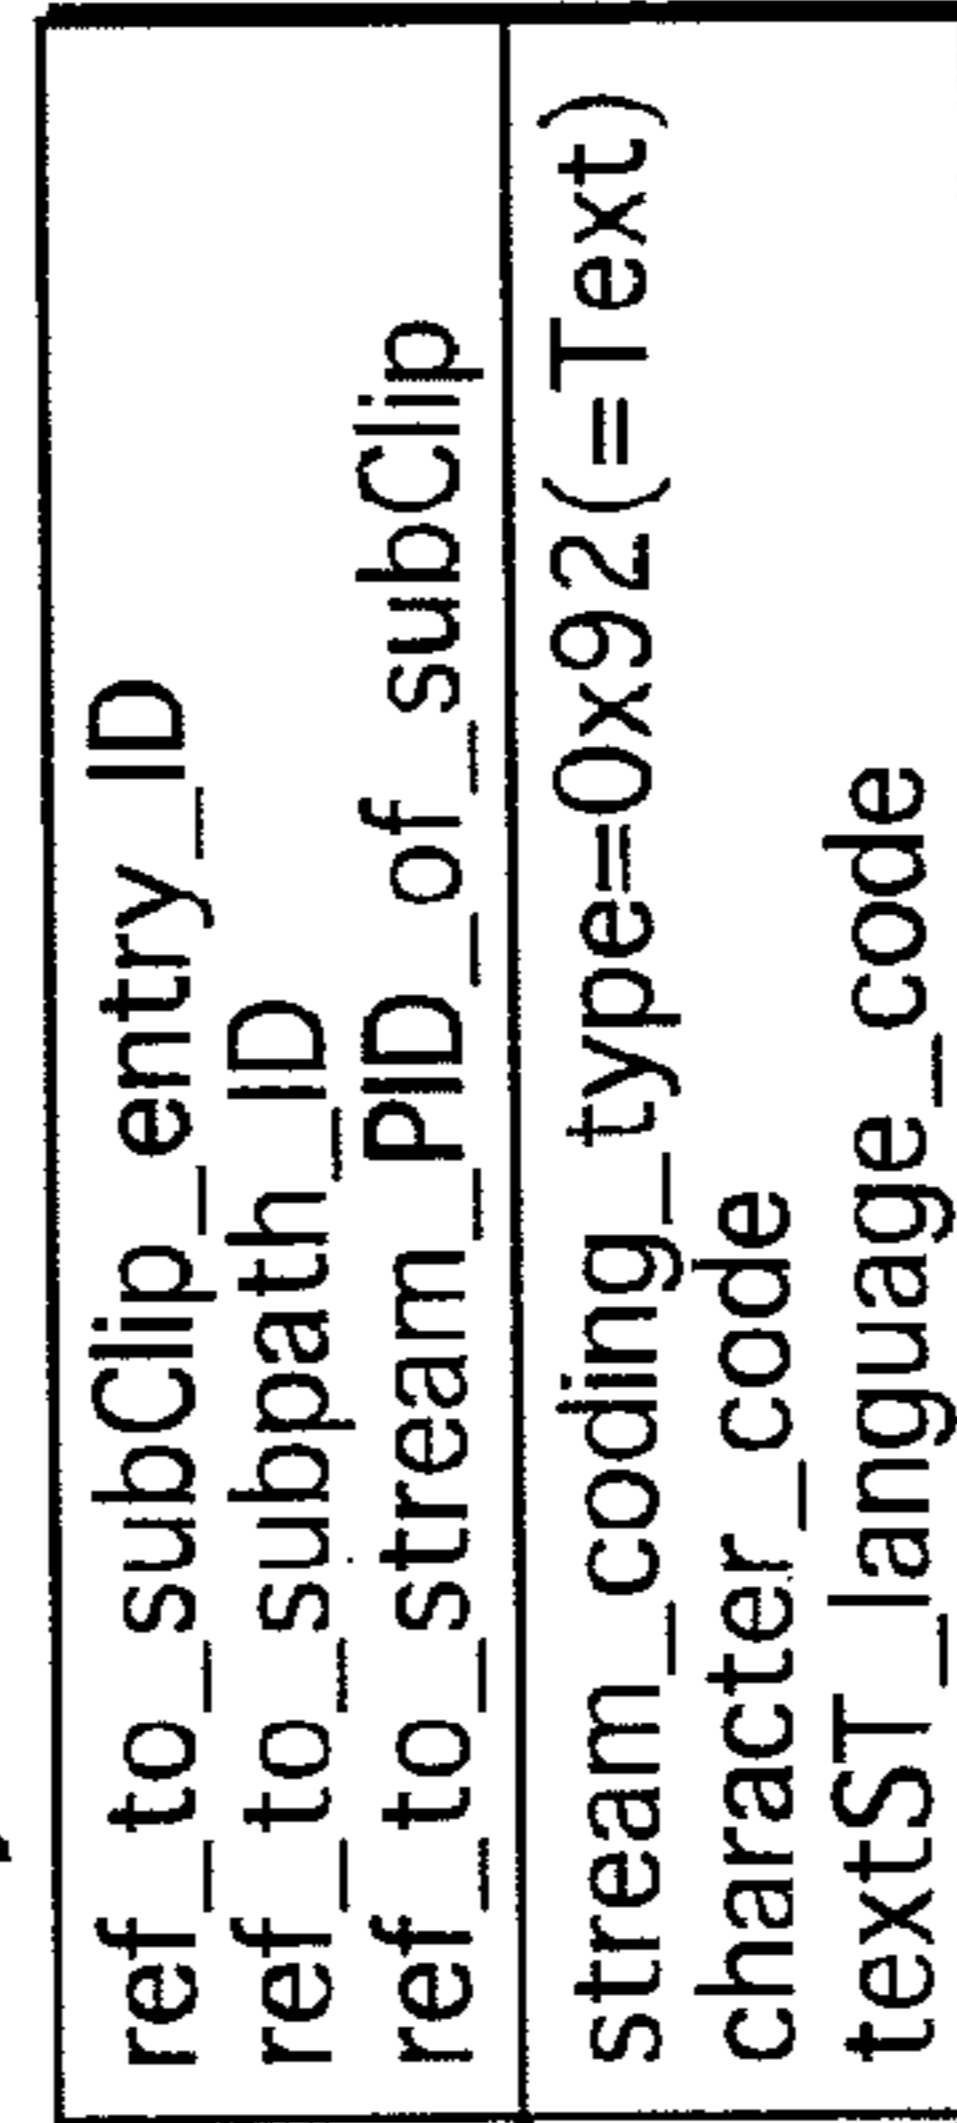 ref_to_subClip_entry_ID
ref_to_subpath_ID
ref_to_stream_PID_of_subClip
stream_coding_type=0x92(=Text)
character_code
textST_language_code